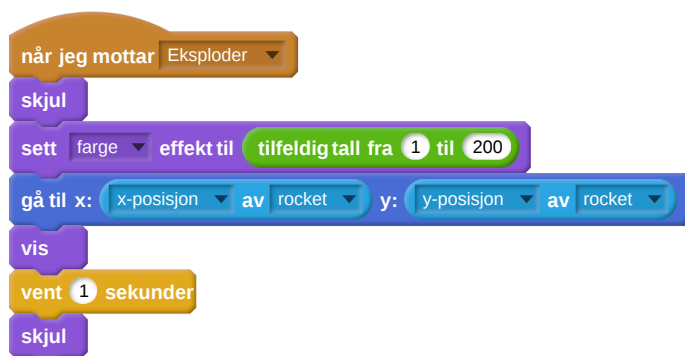 når jeg mottar Eksploder
skjul
sett farge effekt til tilfeldig tall fra 1 til 200
gå til x: x-posisjon av rocket y: y-posisjon av rocket
vis
vent 1 sekunder
skjul